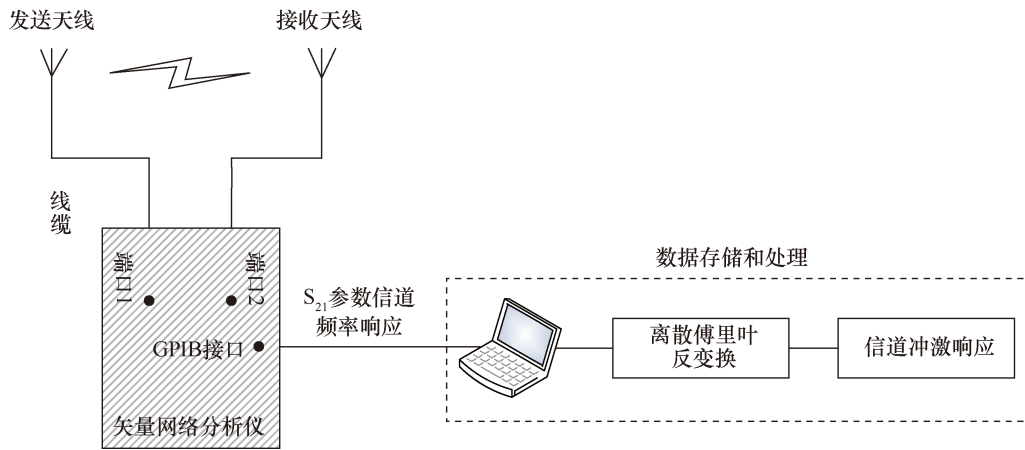 发送天线
接收天线
线
缆
端口1
端口2
GPIB接口
矢量网络分析仪
S21参数信道
频率响应
数据存储和处理
离散傅里叶
反变换
信道冲激响应